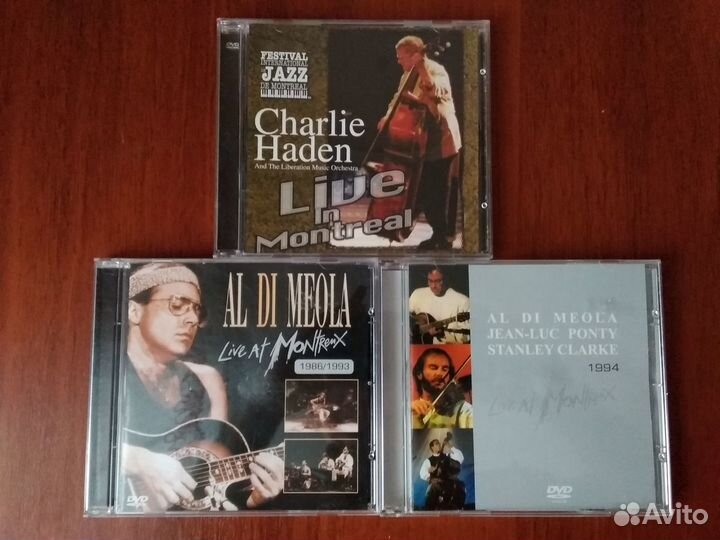 DVD
FESTIVAL
INTERNATIONAL
DE JAZZ
DE MONTREAL
Charlie
Haden
And The Liberation Music Orchestra
Live
In
Montreal
AL DI MEOLA
Live At Montreux
1986/1993
DVD
AL DI MEOLA
JEAN-LUC PONTY
STANLEY CLARKE
1994
Live At Montreux
DVD
Avito